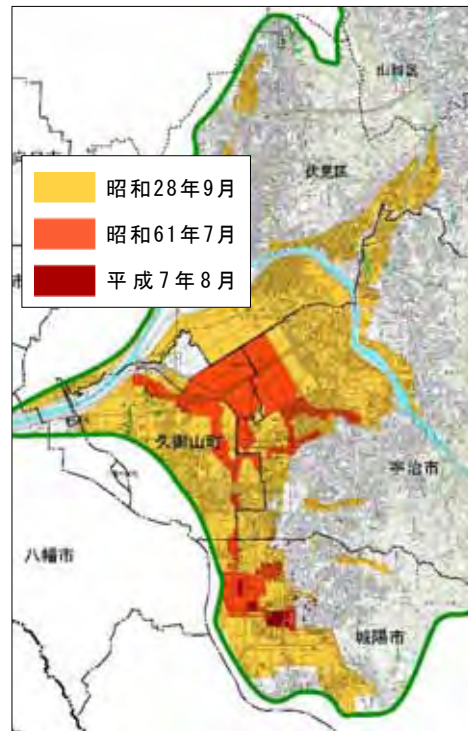 山科区
伏見区
昭和28年9月
昭和61年7月
平成7年8月
久御山町
宇治市
八幡市
城陽市